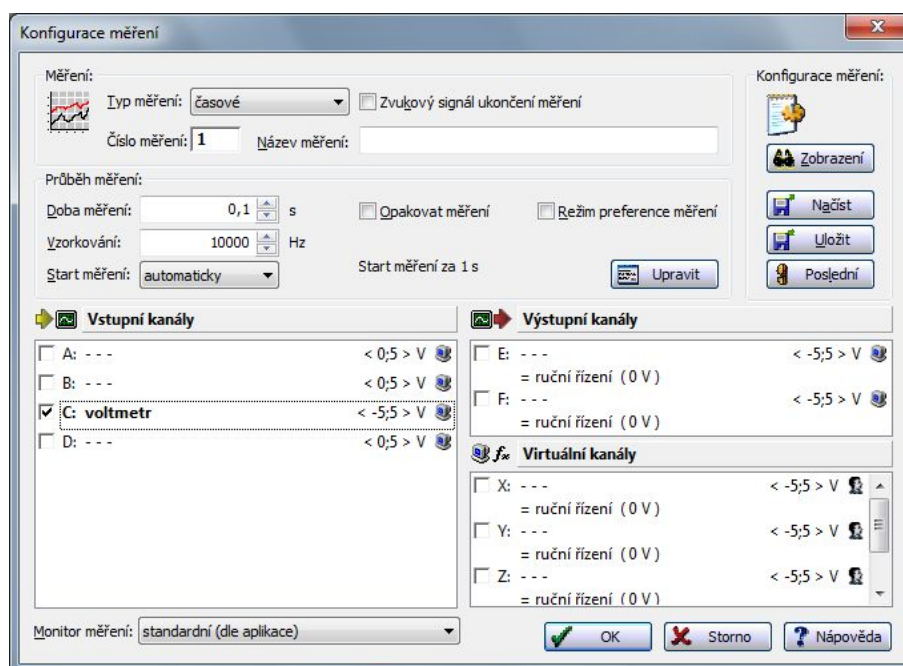 Konfigurace měření
Měření:
Typ měření: časové
Zvukový signál ukončení měření
Číslo měření: 1
Název měření:
Konfigurace měření:
Zobrazení
Načíst
Uložit
Poslední
Průběh měření:
Doba měření: 0,1 s
Opakovat měření
Režim preference měření
Vzorkování: 10000 Hz
Start měření: automaticky
Start měření za 1 s
Upravit
Vstupní kanály
A: - - - < 0;5 > V
B: - - - < 0;5 > V
C: voltmetr < -5;5 > V
D: - - - < 0;5 > V
Výstupní kanály
E: - - - < -5;5 > V
= ruční řízení ( 0 V )
F: - - - < -5;5 > V
= ruční řízení ( 0 V )
fx Virtuální kanály
X: - - - < -5;5 > V
= ruční řízení ( 0 V )
Y: - - - < -5;5 > V
= ruční řízení ( 0 V )
Z: - - - < -5;5 > V
= ruční řízení ( 0 V )
Monitor měření: standardní (dle aplikace)
OK
Storno
Nápověda